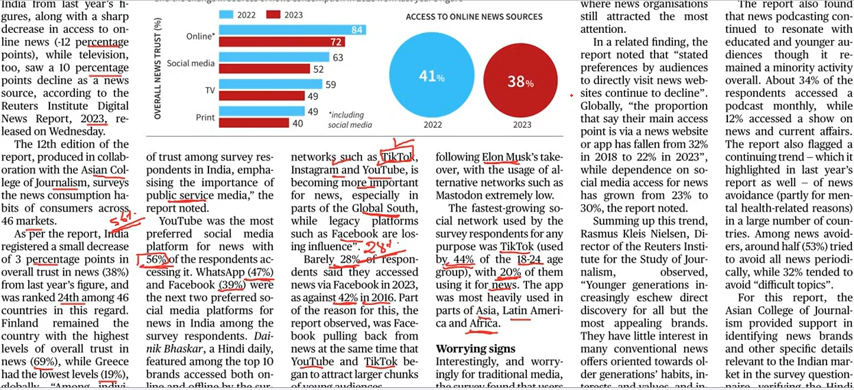 India from last year's fi-
gures, along with a sharp
decrease in access to on-
line news (-12 percentage
points), while television,
too, saw a 10 percentage
points decline as a news
source, according to the
Reuters Institute Digital
News Report, 2023, re-
leased on Wednesday.
The 12th edition of the
report, produced in collab-
oration with the Asian Col-
lege of Journalism, surveys
the news consumption ha-
bits of consumers across
46 markets.
As per the report, India
registered a small decrease
of 3 percentage points in
overall trust in news (38%)
from last year's figure, and
was ranked 24th among 46
countries in this regard.
Finland remained the
country with the highest
levels of overall trust in
news (69%), while Greece
had the lowest levels (19%),
globally. "Among indivi
OVERALL NEWS TRUST (%)
2022 2023
Online* 84
72
Social media 63
52
TV 59
49
Print 49
40
*including
social media
ACCESS TO ONLINE NEWS SOURCES
41% 38%
2022 2023
56%
of trust among survey res-
pondents in India, empha-
sising the importance of
public service media," the
report noted.
YouTube was the most
preferred social media
platform for news with
56% of the respondents ac-
cessing it. WhatsApp (47%)
and Facebook (39%) were
the next two preferred so-
cial media platforms for
news in India among the
survey respondents. Dai-
nik Bhaskar, a Hindi daily,
featured among the top 10
brands accessed both on-
line and offline by the sur-
networks such as TikTok,
Instagram and YouTube, is
becoming more important
for news, especially in
parts of the Global South,
while legacy platforms
such as Facebook are los-
ing influence".
28%
Barely 28% of respon-
dents said they accessed
news via Facebook in 2023,
as against 42% in 2016. Part
of the reason for this, the
report observed, was Face-
book pulling back from
news at the same time that
YouTube and TikTok be-
gan to attract larger chunks
of young audiences.
following Elon Musk's take-
over, with the usage of al-
ternative networks such as
Mastodon extremely low.
The fastest-growing so-
cial network used by the
survey respondents for any
purpose was TikTok (used
by 44% of the 18-24 age
group), with 20% of them
using it for news. The app
was most heavily used in
parts of Asia, Latin Ameri-
ca and Africa.
Worrying signs
Interestingly, and worry-
ingly for traditional media,
the survey found that users
where news organisations
still attracted the most
attention.
In a related finding, the
report noted that "stated
preferences by audiences
to directly visit news web-
sites continue to decline".
Globally, "the proportion
that say their main access
point is via a news website
or app has fallen from 32%
in 2018 to 22% in 2023",
while dependence on so-
cial media access for news
has grown from 23% to
30%, the report noted.
Summing up this trend,
Rasmus Kleis Nielsen, Di-
rector of the Reuters Insti-
tute for the Study of Jour-
nalism, observed,
"Younger generations in-
creasingly eschew direct
discovery for all but the
most appealing brands.
They have little interest in
many conventional news
offers oriented towards ol-
der generations' habits, in-
terests, and values, and in
The report also found
that news podcasting con-
tinued to resonate with
educated and younger au-
diences though it re-
mained a minority activity
overall. About 34% of the
respondents accessed a
podcast monthly, while
12% accessed a show on
news and current affairs.
The report also flagged a
continuing trend – which it
highlighted in last year's
report as well – of news
avoidance (partly for men-
tal health-related reasons)
in a large number of coun-
tries. Among news avoid-
ers, around half (53%) tried
to avoid all news periodi-
cally, while 32% tended to
avoid "difficult topics".
For this report, the
Asian College of Journal-
ism provided support in
identifying news brands
and other specific details
relevant to the Indian mar-
ket in the survey question-
naire, verifying the Hindi